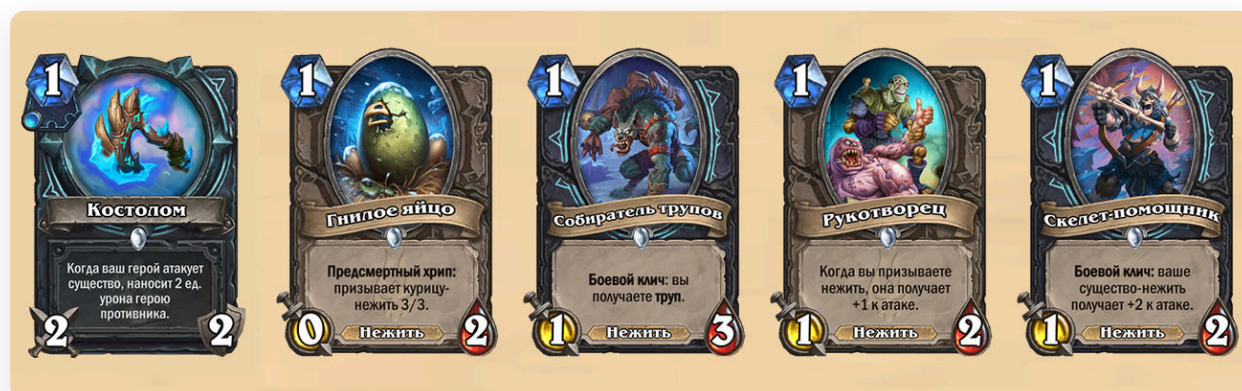 1
Костолом
Когда ваш герой атакует
существо, наносит 2 ед.
урона герою
противника.
2
2
1
Гнилое яйцо
Предсмертный хрип:
призывает курицу-
нежить 3/3.
0
Нежить
2
1
Собиратель трупов
Боевой клич: вы
получаете труп.
1
Нежить
3
1
Рукотворец
Когда вы призываете
нежить, она получает
+1 к атаке.
1
Нежить
2
1
Скелет-помощник
Боевой клич: ваше
существо-нежить
получает +2 к атаке.
1
Нежить
2